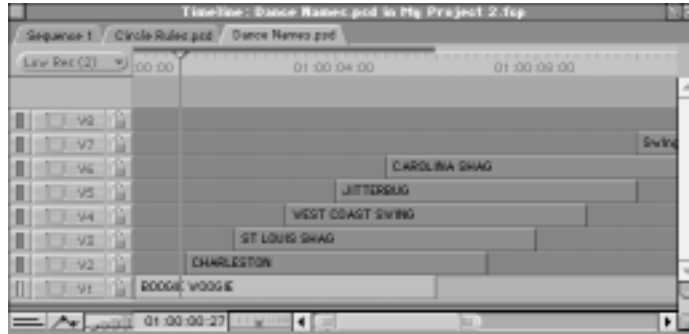 Timeline: Dance Names.psd in My Project 2.fcp
Sequence 1 Circle Rules.psd Dance Names.psd
Low Res (2) 00:00 01:00:04:00 01:00:08:00
V8
V7 Swing
V6 CAROLINA SHAG
V5 JITTERBUG
V4 WEST COAST SWING
V3 ST LOUIS SHAG
V2 CHARLESTON
V1 BOOGIE WOOGIE
01:00:00:27